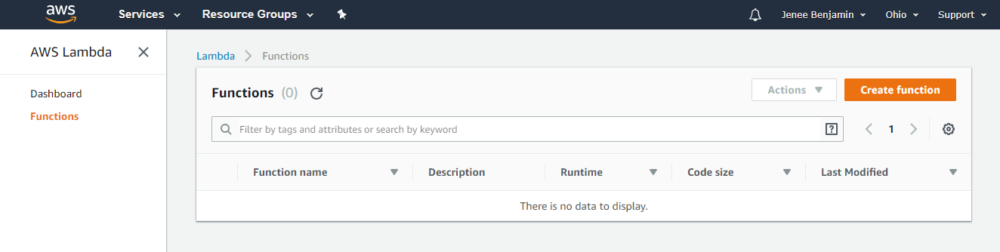 aws Services Resource Groups Jenee Benjamin Ohio Support
AWS Lambda
Lambda Functions
Dashboard
Functions
Functions (0) Actions Create function
Filter by tags and attributes or search by keyword ? 1
Function name Description Runtime Code size Last Modified
There is no data to display.